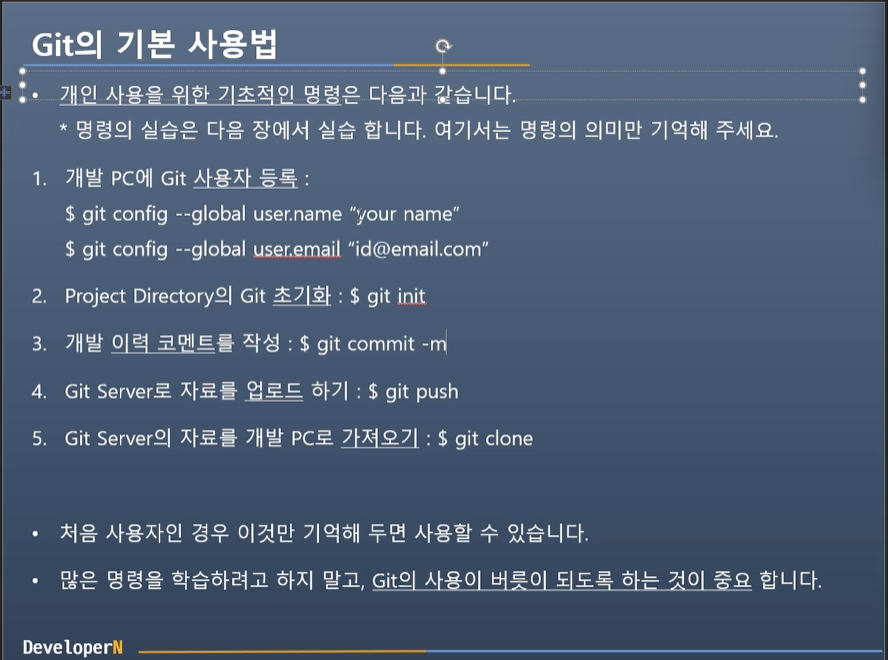 Git의 기본 사용법
• 개인 사용을 위한 기초적인 명령은 다음과 같습니다.
* 명령의 실습은 다음 장에서 실습 합니다. 여기서는 명령의 의미만 기억해 주세요.
1. 개발 PC에 Git 사용자 등록 :
$ git config --global user.name “your name”
$ git config --global user.email “id@email.com”
2. Project Directory의 Git 초기화 : $ git init
3. 개발 이력 코멘트를 작성 : $ git commit -m
4. Git Server로 자료를 업로드 하기 : $ git push
5. Git Server의 자료를 개발 PC로 가져오기 : $ git clone
• 처음 사용자인 경우 이것만 기억해 두면 사용할 수 있습니다.
• 많은 명령을 학습하려고 하지 말고, Git의 사용이 버릇이 되도록 하는 것이 중요 합니다.
DeveloperN